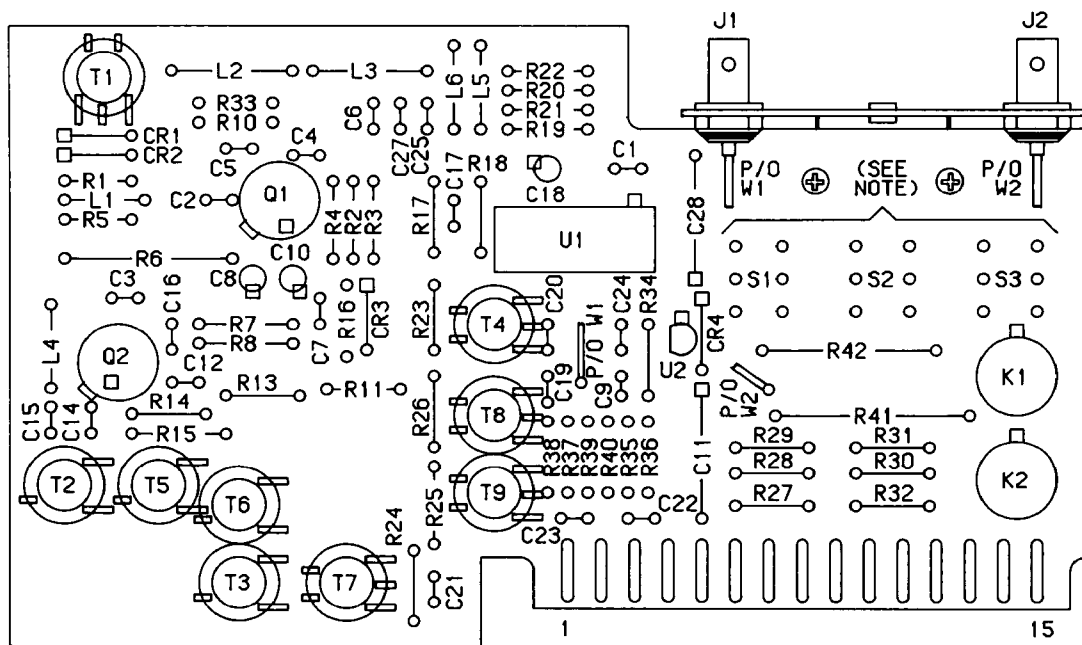 J1
J2
T1
L2
L3
L6
L5
R22
R20
R21
R19
R33
R10
C6
C27
C25
CR1
CR2
C5
C4
R1
L1
R5
C2
Q1
R4
R2
R3
R17
C17
R18
C18
C1
C28
P/O
W1
(SEE
NOTE)
P/O
W2
U1
S1
S2
S3
R6
C8
C10
C3
C16
L4
Q2
C12
R7
R8
C7
R16
CR3
R23
T4
C20
P/O W1
C24
R34
U2
CR4
R42
K1
R13
R11
R26
T8
C19
C9
P/O
W2
R41
C15
C14
R14
R15
R38
R37
R39
R40
R35
R36
C11
R29
R31
R28
R30
R27
R32
K2
T2
T5
T6
T9
R25
R24
C23
C22
T3
T7
C21
1
15